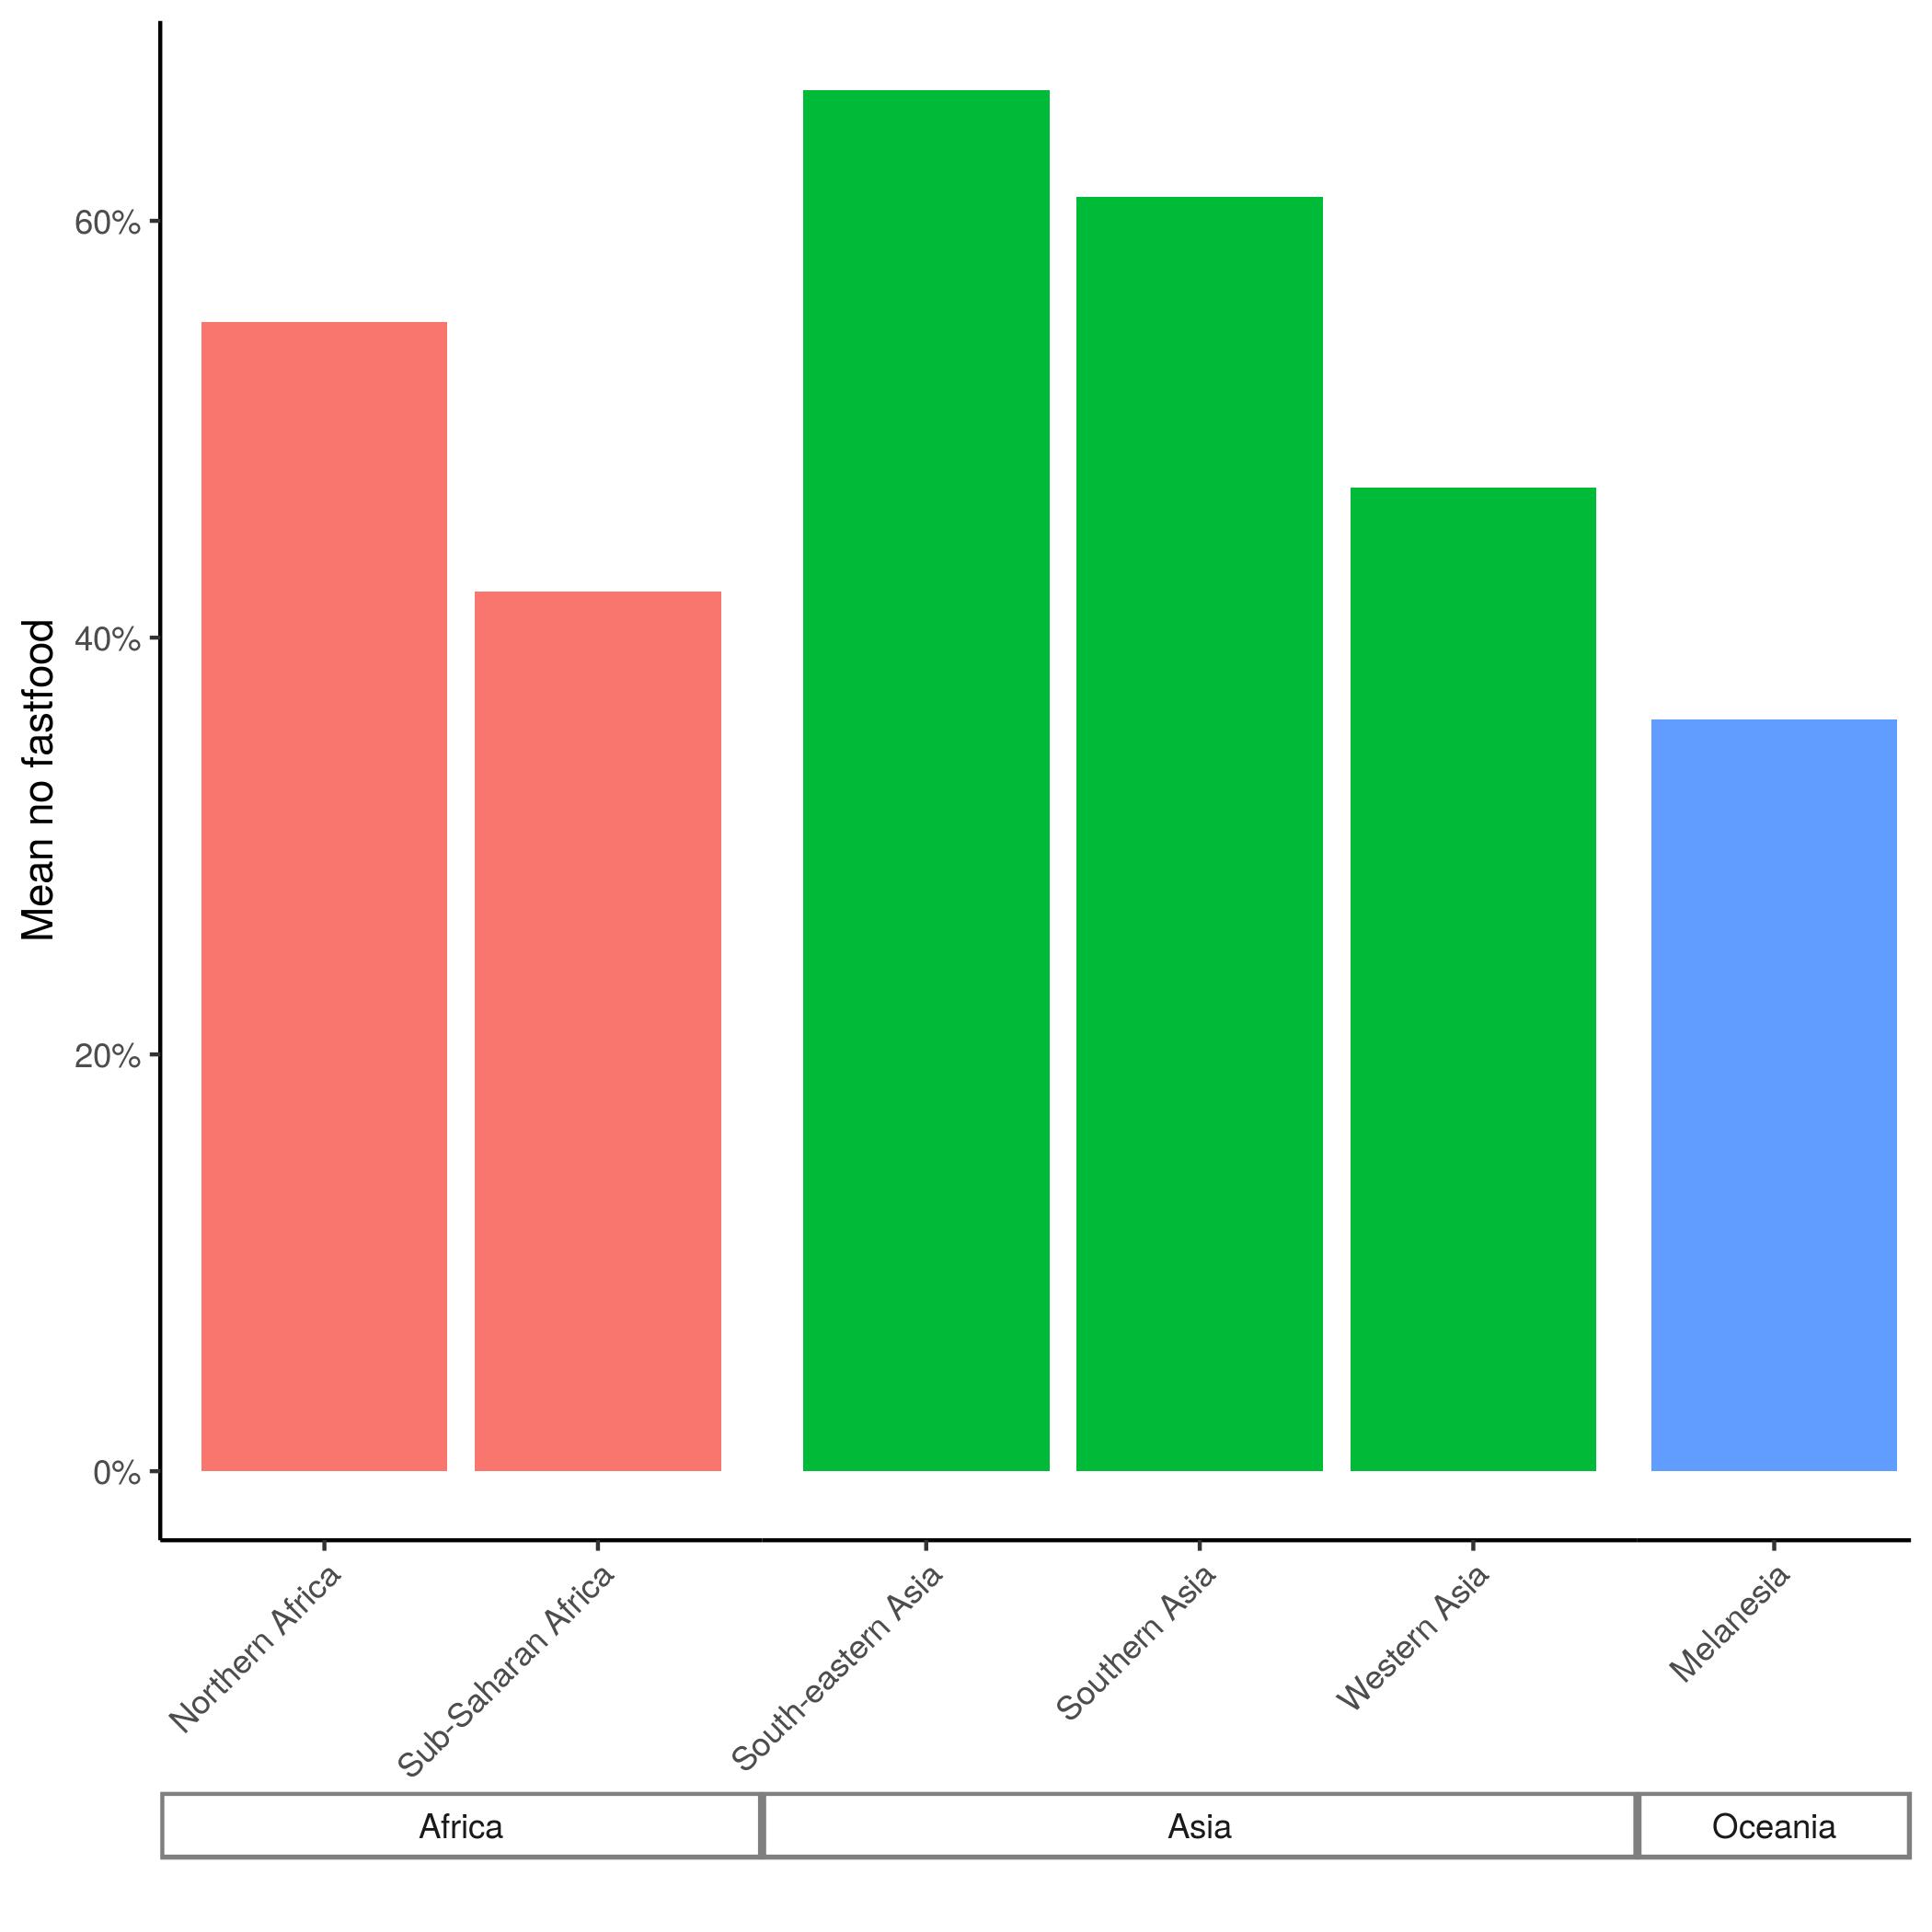 Mean no fastfood
60%
40%
20%
0%
Northern Africa
Sub-Saharan Africa
South-eastern Asia
Southern Asia
Western Asia
Melanesia
Africa
Asia
Oceania